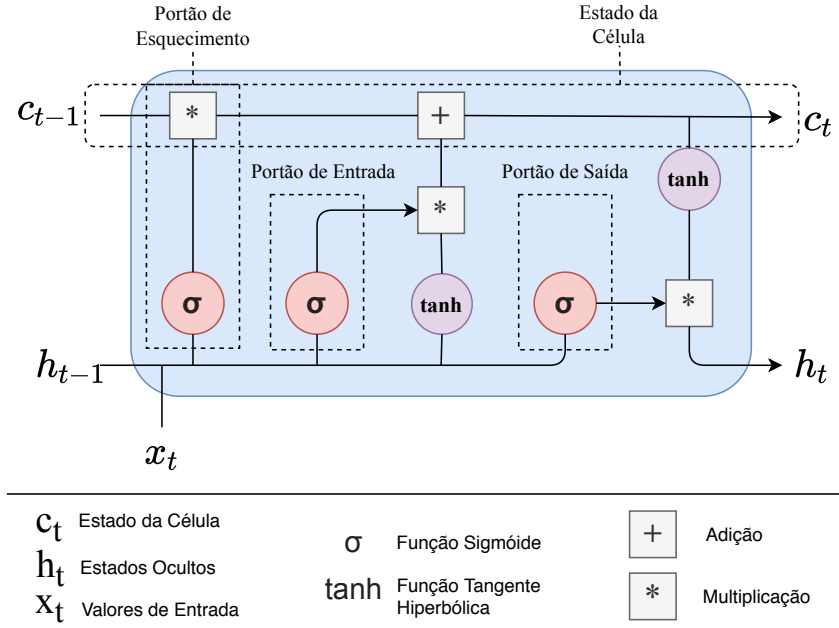 Portão de
Esquecimento
Estado da
Célula
c_{t-1}
*
+
c_t
Portão de Entrada
Portão de Saída
tanh
*
σ
σ
tanh
σ
*
h_{t-1}
h_t
x_t
c_t Estado da Célula
h_t Estados Ocultos
x_t Valores de Entrada
σ Função Sigmóide
tanh Função Tangente
Hiperbólica
+ Adição
* Multiplicação